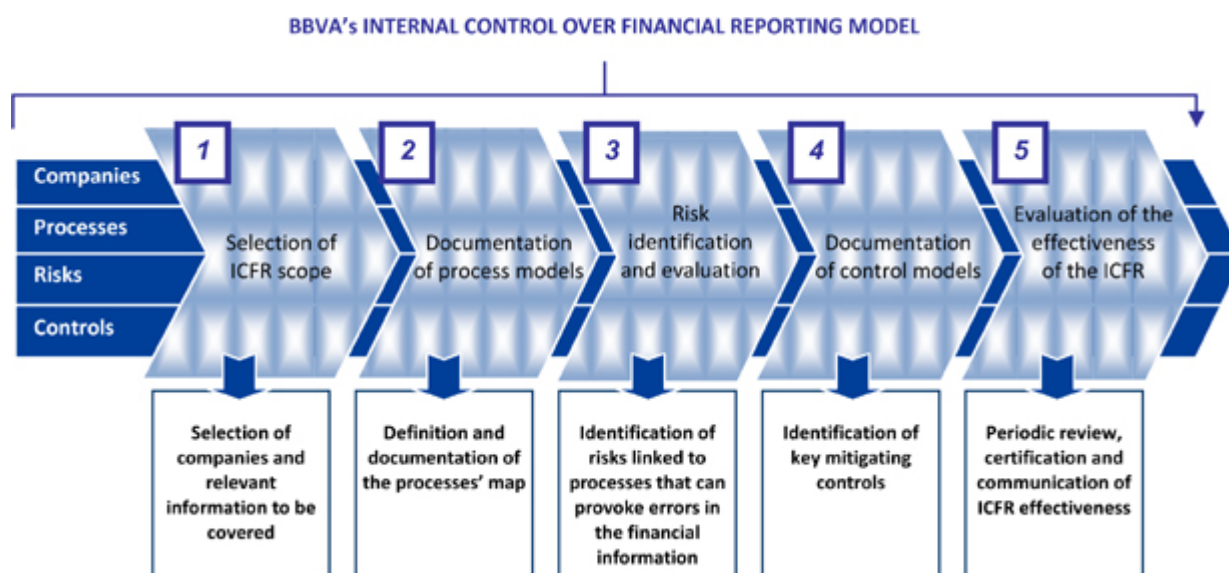 BBVA's INTERNAL CONTROL OVER FINANCIAL REPORTING MODEL
Companies
Processes
Risks
Controls
1
Selection of
ICFR scope
2
Documentation
of process models
3
Risk
identification
and evaluation
4
Documentation
of control models
5
Evaluation of the
effectiveness
of the ICFR
Selection of
companies and
relevant
information to be
covered
Definition and
documentation of
the processes' map
Identification of
risks linked to
processes that can
provoke errors in
the financial
information
Identification of
key mitigating
controls
Periodic review,
certification and
communication of
ICFR effectiveness